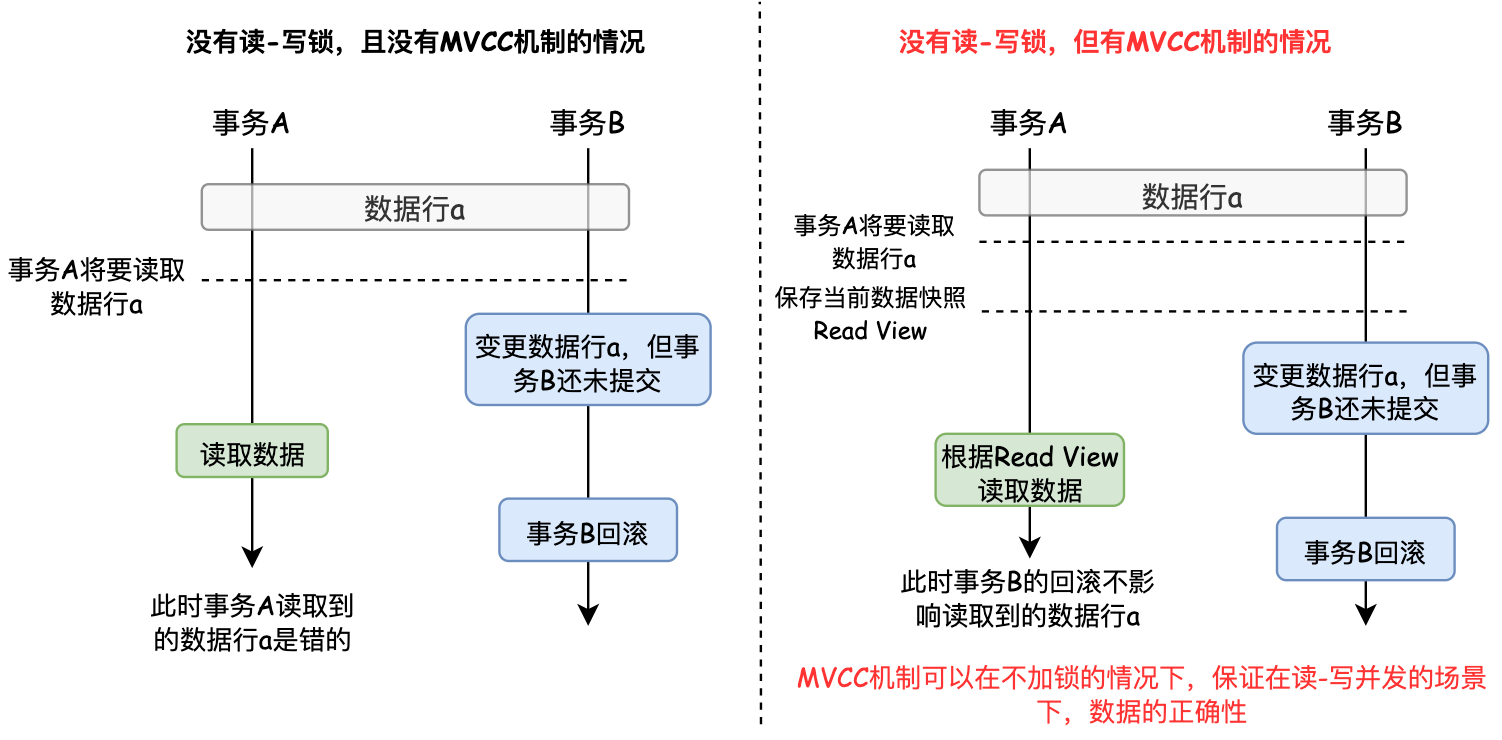 没有读-写锁，且没有MVCC机制的情况
事务A
事务B
数据行a
事务A将要读取
数据行a
变更数据行a，但事
务B还未提交
读取数据
事务B回滚
此时事务A读取到
的数据行a是错的
没有读-写锁，但有MVCC机制的情况
事务A
事务B
数据行a
事务A将要读取
数据行a
保存当前数据快照
Read View
变更数据行a，但事
务B还未提交
根据Read View
读取数据
事务B回滚
此时事务B的回滚不影
响读取到的数据行a
MVCC机制可以在不加锁的情况下，保证在读-写并发的场景
下，数据的正确性